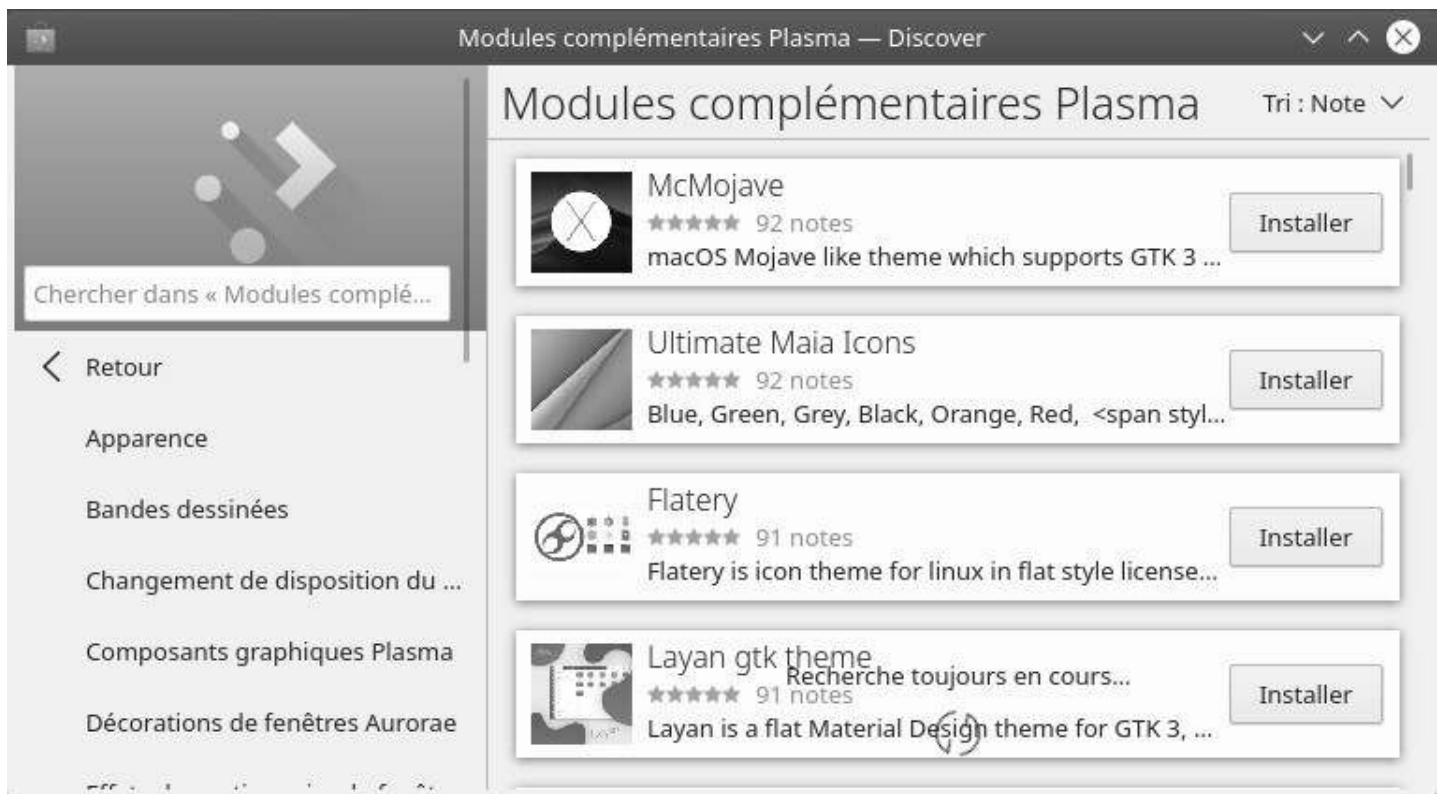 Modules complémentaires Plasma — Discover
Chercher dans « Modules complé...
Retour
Apparence
Bandes dessinées
Changement de disposition du ...
Composants graphiques Plasma
Décorations de fenêtres Aurorae
Modules complémentaires Plasma
Tri : Note
McMojave
92 notes
macOS Mojave like theme which supports GTK 3 ...
Installer
Ultimate Maia Icons
92 notes
Blue, Green, Grey, Black, Orange, Red, <span styl...
Installer
Flatery
91 notes
Flatery is icon theme for linux in flat style license...
Installer
Layan gtk theme
Recherche toujours en cours...
91 notes
Layan is a flat Material Design theme for GTK 3, ...
Installer